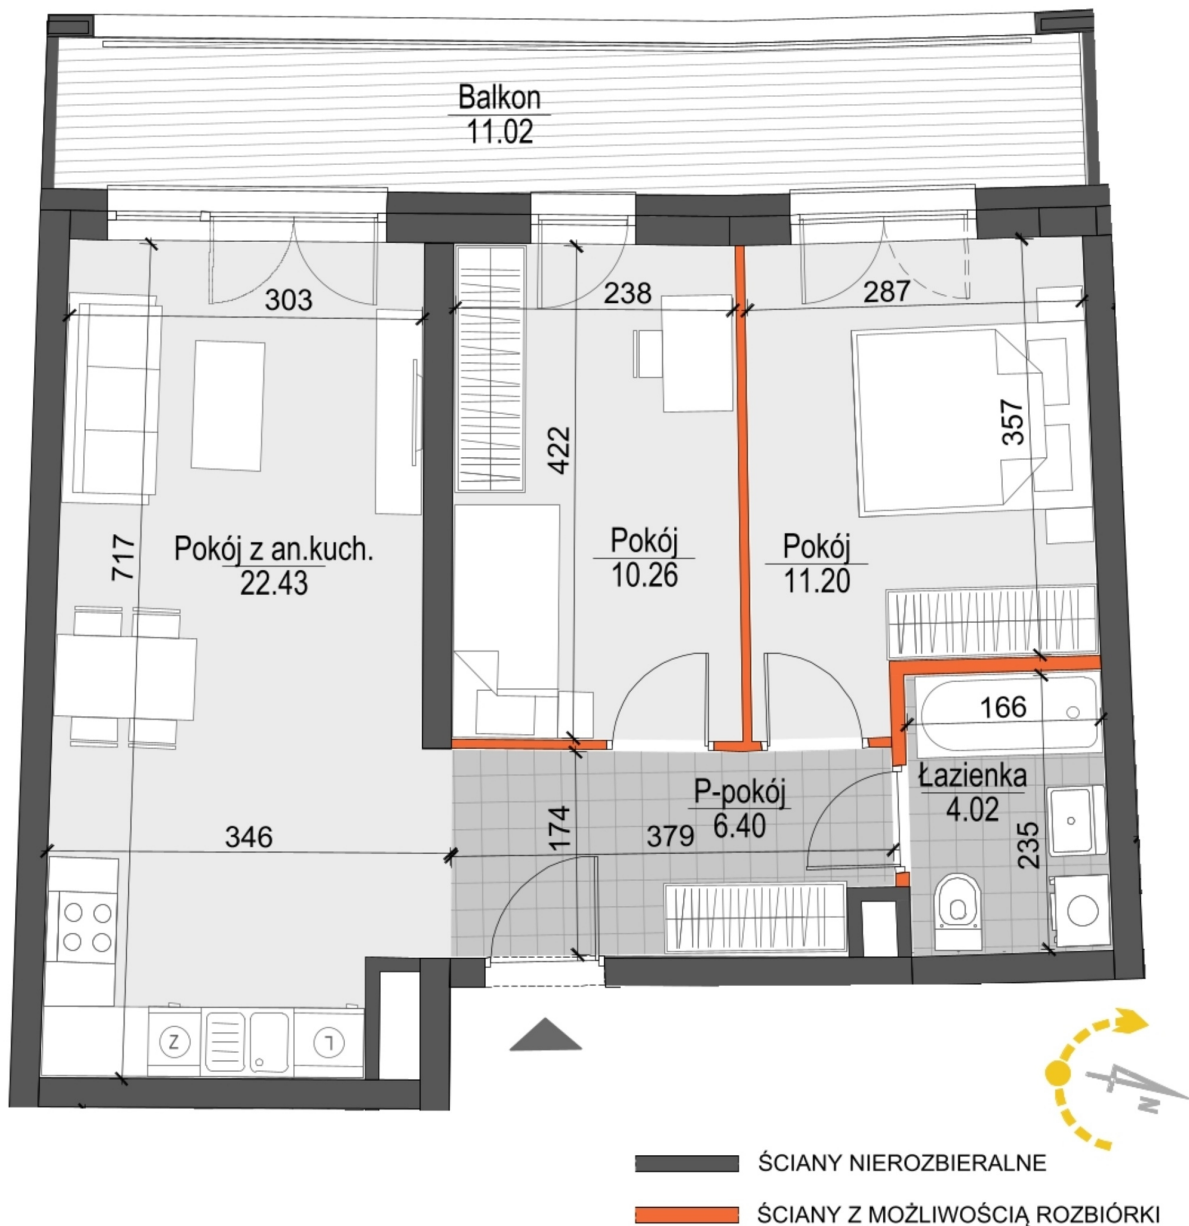 Balkon
11.02
303
238
287
422
357
717
Pokój z an.kuch.
22.43
Pokój
10.26
Pokój
11.20
166
Łazienka
4.02
P-pokój
6.40
346
174
379
235
Z
L
N
ŚCIANY NIEROZBIERALNE
ŚCIANY Z MOŻLIWOŚCIĄ ROZBIÓRKI